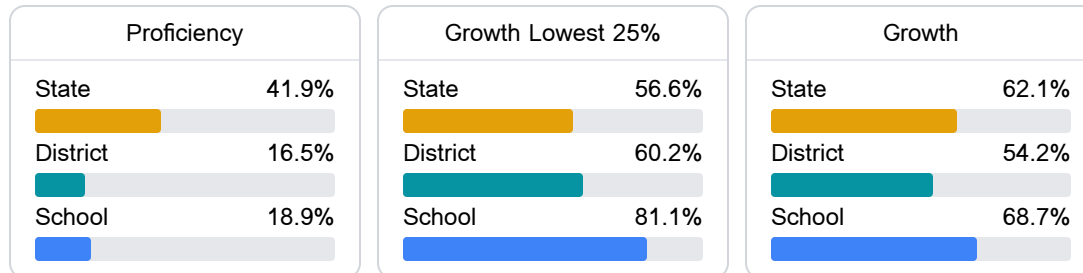 Proficiency
State 41.9%
District 16.5%
School 18.9%
Growth Lowest 25%
State 56.6%
District 60.2%
School 81.1%
Growth
State 62.1%
District 54.2%
School 68.7%